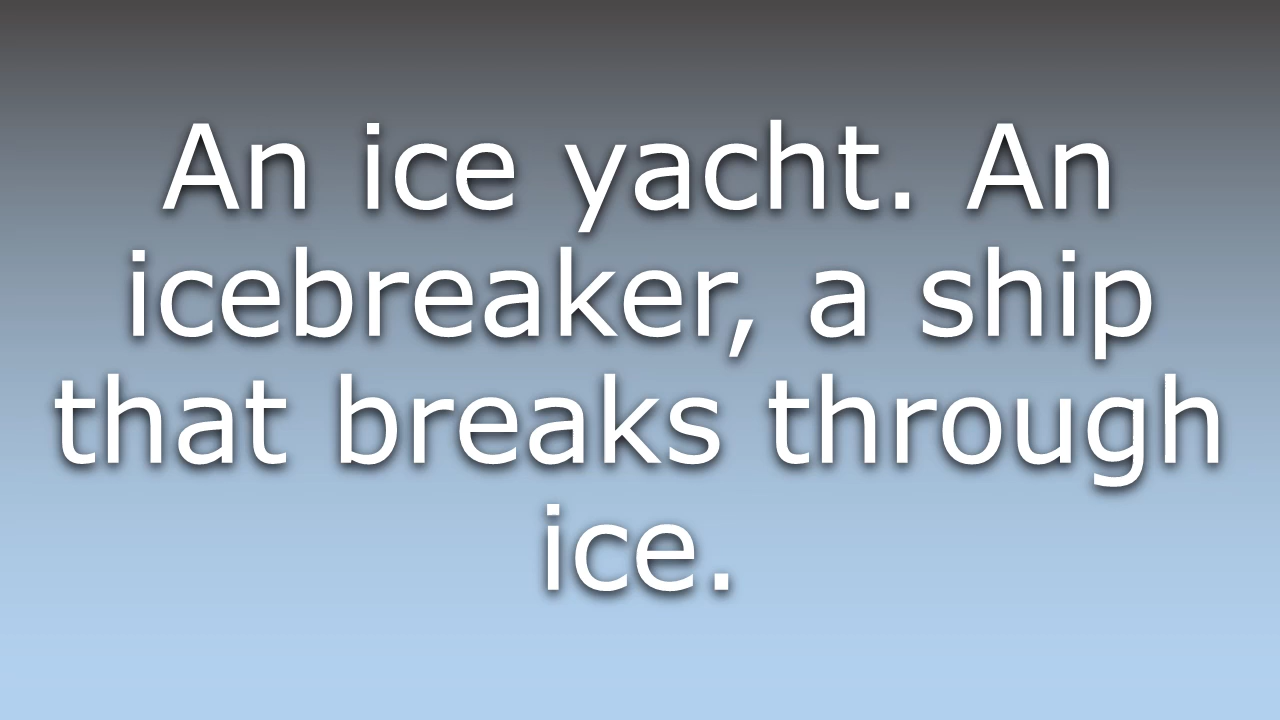 An ice yacht. An
icebreaker, a ship
that breaks through
ice.